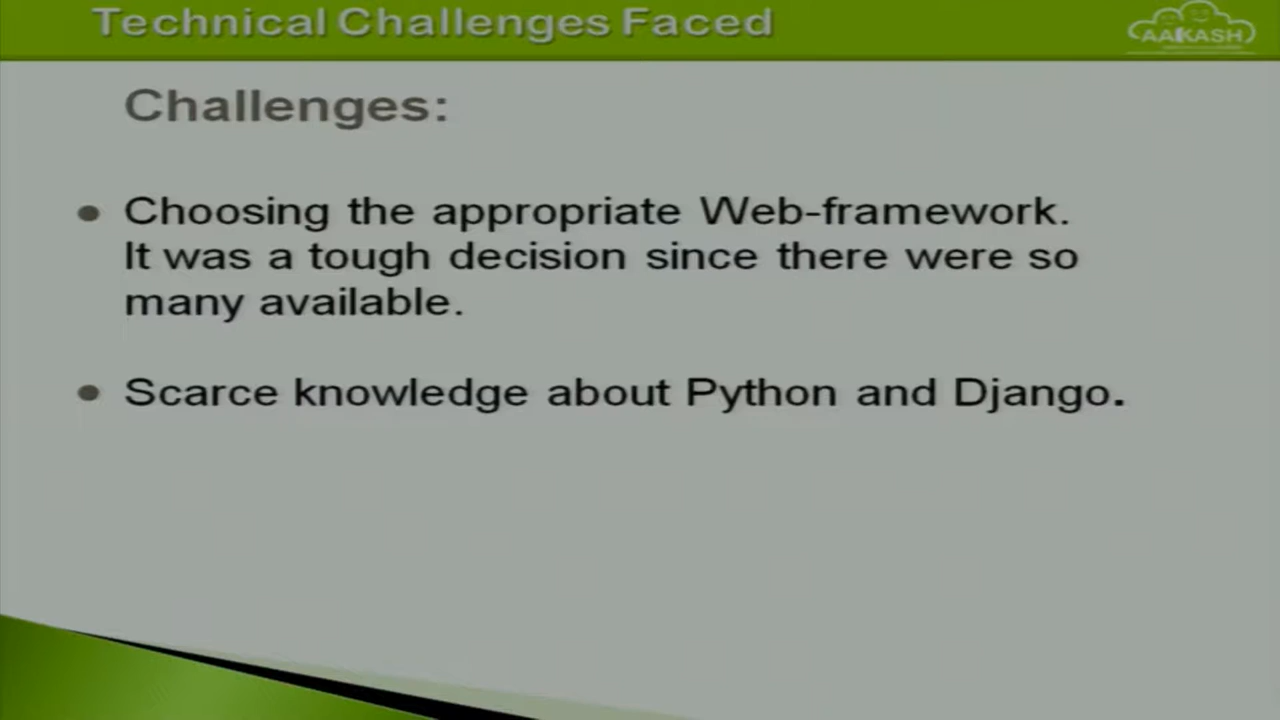 Technical Challenges Faced
AAKASH
Challenges:
• Choosing the appropriate Web-framework.
It was a tough decision since there were so
many available.
• Scarce knowledge about Python and Django.